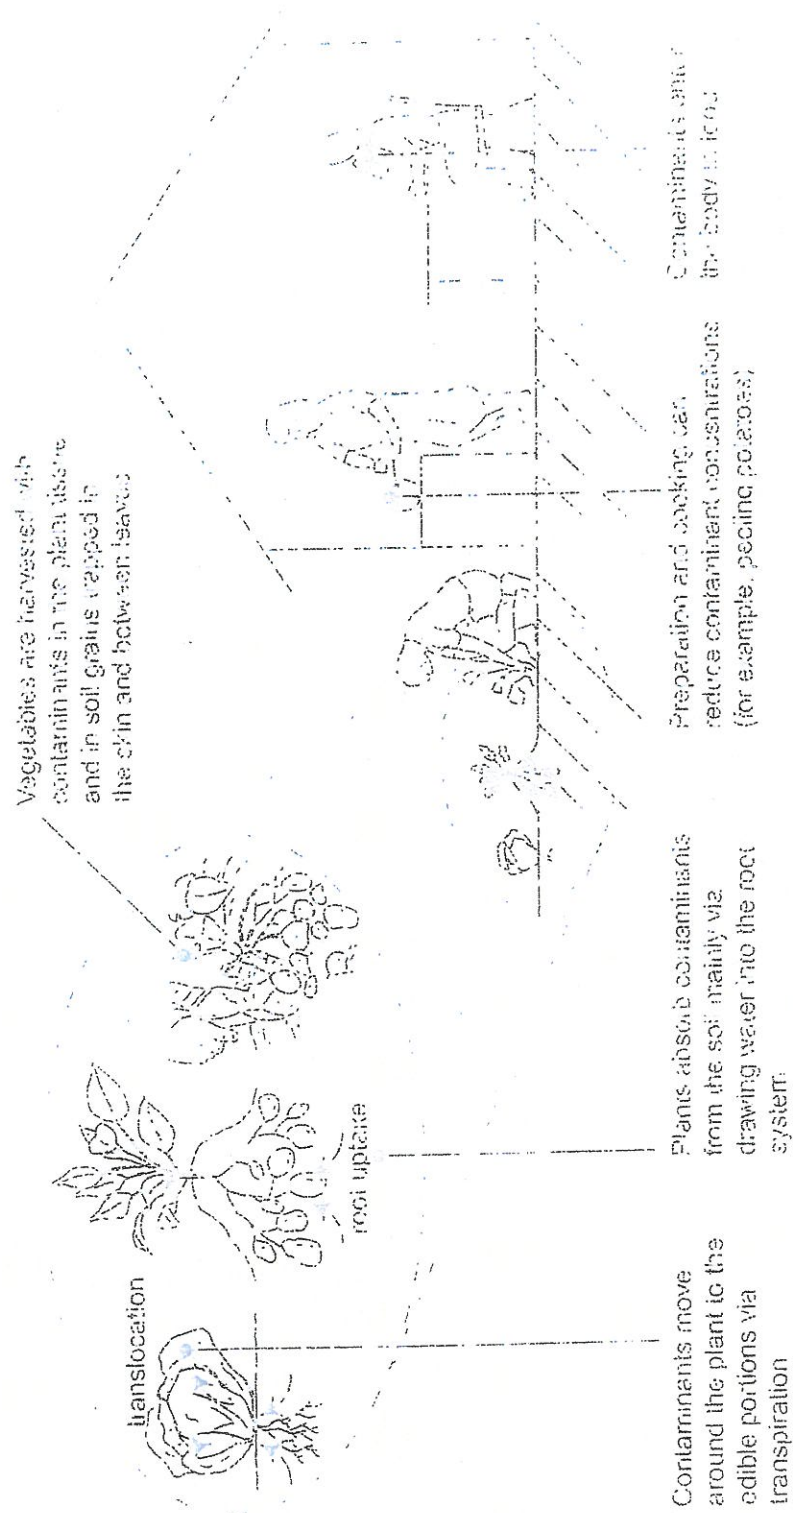 Vegetables are harvested with
contaminants in the plant tissue
and in soil grains trapped in
the skin and between leaves
translocation
root uptake
Contaminants move
around the plant to the
edible portions via
transpiration
Plants absorb contaminants
from the soil mainly via
drawing water into the root
system
Preparation and cooking can
reduce contaminant concentrations
(for example, peeling potatoes)
Contaminants enter
the body in food